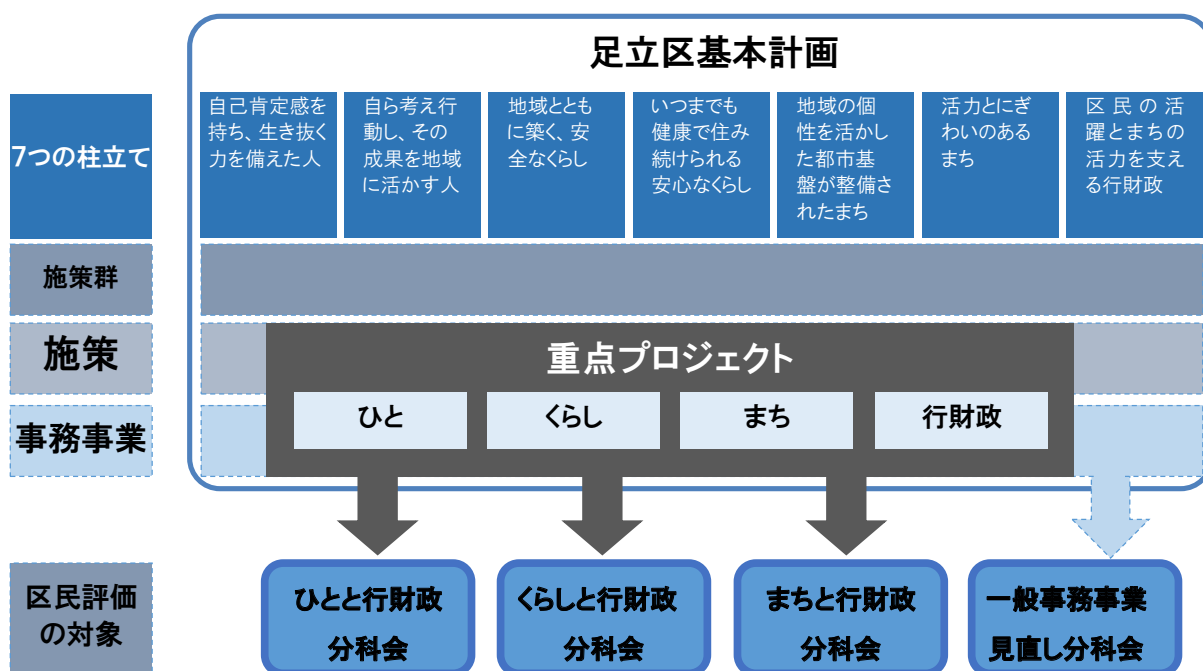 足立区基本計画
7つの柱立て
自己肯定感を
持ち、生き抜く
力を備えた人
自ら考え行
動し、その
成果を地域
に活かす人
地域ととも
に築く、安
全なくらし
いつまでも
健康で住み
続けられる
安心なくらし
地域の個
性を活かし
た都市基
盤が整備さ
れたまち
活力とにぎ
わいのある
まち
区民の活
躍とまちの
活力を支え
る行財政
施策群
施策
重点プロジェクト
事務事業
ひと
くらし
まち
行財政
区民評価
の対象
ひとと行財政
分科会
くらしと行財政
分科会
まちと行財政
分科会
一般事務事業
見直し分科会